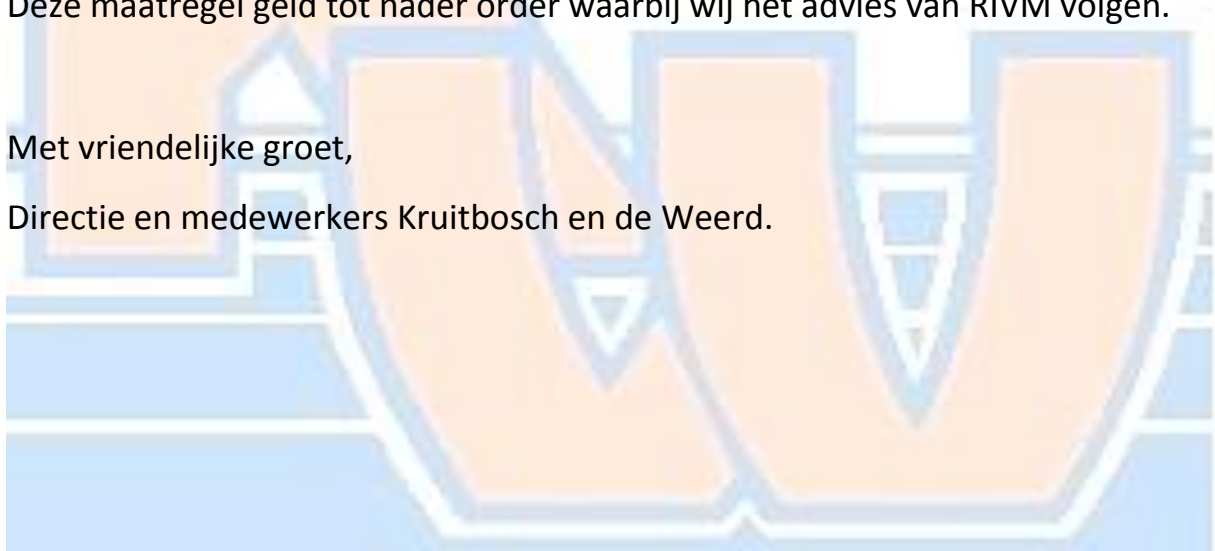 Deze maatregel geld tot nader order waarbij wij het advies van RIVM volgen.
Met vriendelijke groet,
Directie en medewerkers Kruitbosch en de Weerd.